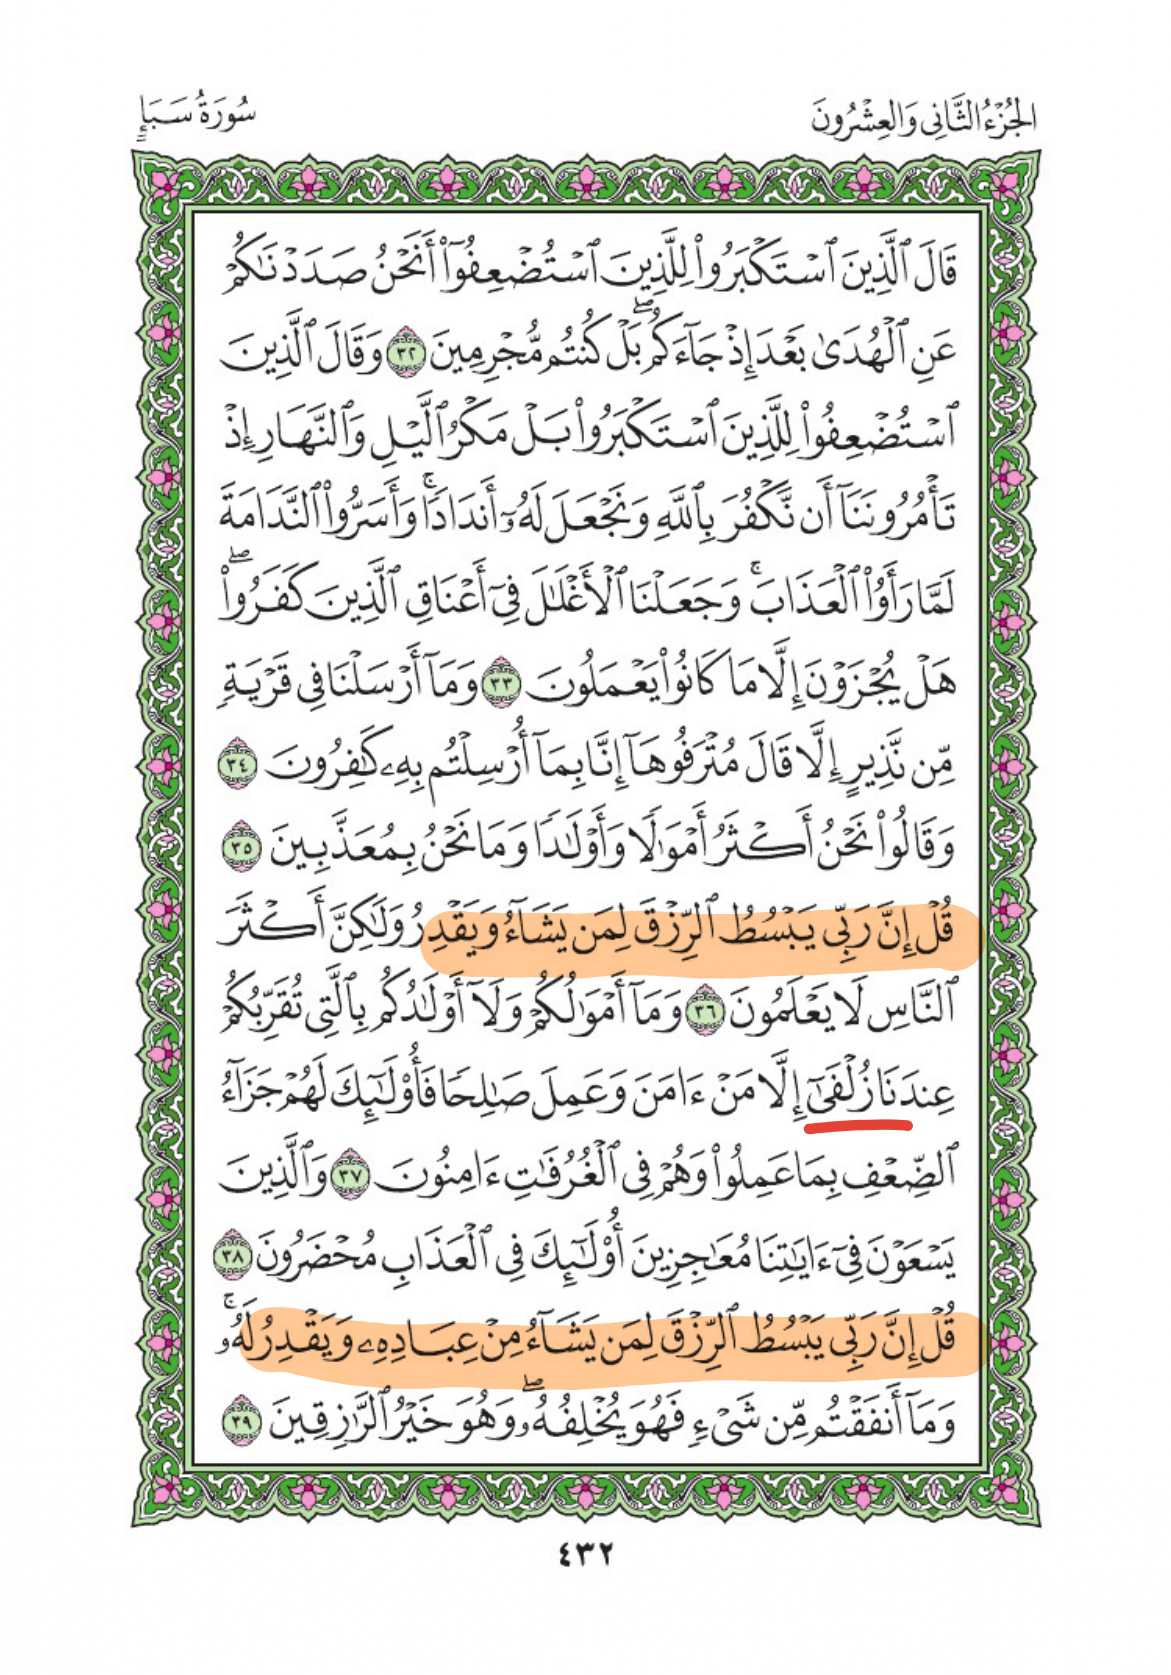 الجُزْءُ الثَّانِي وَالعِشْرُونَ
سُورَةُ سَبَإٍ
قَالَ ٱلَّذِينَ ٱسْتَكْبَرُوا۟ لِلَّذِينَ ٱسْتُضْعِفُوٓا۟ أَنَحْنُ صَدَدْنَـٰكُمْ
عَنِ ٱلْهُدَىٰ بَعْدَ إِذْ جَآءَكُم ۖ بَلْ كُنتُم مُّجْرِمِينَ ٣٢ وَقَالَ ٱلَّذِينَ
ٱسْتُضْعِفُوا۟ لِلَّذِينَ ٱسْتَكْبَرُوا۟ بَلْ مَكْرُ ٱلَّيْلِ وَٱلنَّهَارِ إِذْ
تَأْمُرُونَنَآ أَن نَّكْفُرَ بِٱللَّهِ وَنَجْعَلَ لَهُۥٓ أَندَادًا ۚ وَأَسَرُّوا۟ ٱلنَّدَامَةَ
لَمَّا رَأَوُا۟ ٱلْعَذَابَ ۚ وَجَعَلْنَا ٱلْأَغْلَـٰلَ فِىٓ أَعْنَاقِ ٱلَّذِينَ كَفَرُوا۟ ۖ
هَلْ يُجْزَوْنَ إِلَّا مَا كَانُوا۟ يَعْمَلُونَ ٣٣ وَمَآ أَرْسَلْنَا فِى قَرْيَةٍ
مِّن نَّذِيرٍ إِلَّا قَالَ مُتْرَفُوهَآ إِنَّا بِمَآ أُرْسِلْتُم بِهِۦ كَـٰفِرُونَ ٣٤
وَقَالُوا۟ نَحْنُ أَكْثَرُ أَمْوَٰلًا وَأَوْلَـٰدًا وَمَا نَحْنُ بِمُعَذَّبِينَ ٣٥
قُلْ إِنَّ رَبِّى يَبْسُطُ ٱلرِّزْقَ لِمَن يَشَآءُ وَيَقْدِرُ وَلَـٰكِنَّ أَكْثَرَ
ٱلنَّاسِ لَا يَعْلَمُونَ ٣٦ وَمَآ أَمْوَٰلُكُمْ وَلَآ أَوْلَـٰدُكُم بِٱلَّتِى تُقَرِّبُكُمْ
عِندَنَا زُلْفَىٰٓ إِلَّا مَنْ ءَامَنَ وَعَمِلَ صَـٰلِحًا فَأُو۟لَـٰٓئِكَ لَهُمْ جَزَآءُ
ٱلضِّعْفِ بِمَا عَمِلُوا۟ وَهُمْ فِى ٱلْغُرُفَـٰتِ ءَامِنُونَ ٣٧ وَٱلَّذِينَ
يَسْعَوْنَ فِىٓ ءَايَـٰتِنَا مُعَـٰجِزِينَ أُو۟لَـٰٓئِكَ فِى ٱلْعَذَابِ مُحْضَرُونَ ٣٨
قُلْ إِنَّ رَبِّى يَبْسُطُ ٱلرِّزْقَ لِمَن يَشَآءُ مِنْ عِبَادِهِۦ وَيَقْدِرُ لَهُۥ ۚ
وَمَآ أَنفَقْتُم مِّن شَىْءٍ فَهُوَ يُخْلِفُهُۥ ۖ وَهُوَ خَيْرُ ٱلرَّٰزِقِينَ ٣٩
٤٣٢